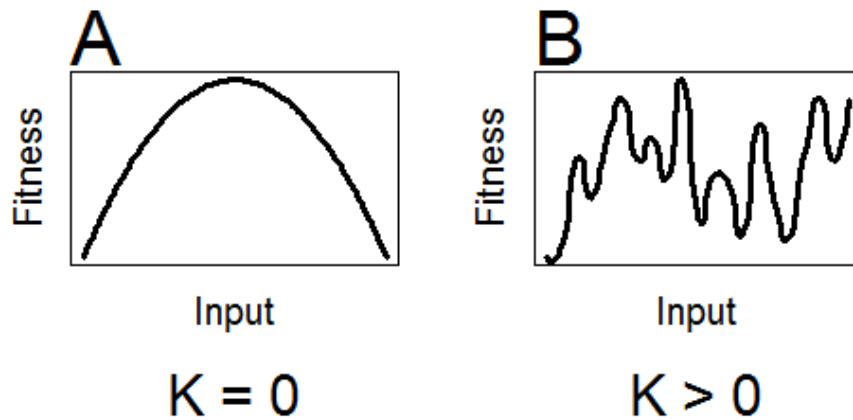 A
B
Fitness
Input
Fitness
Input
K = 0
K > 0